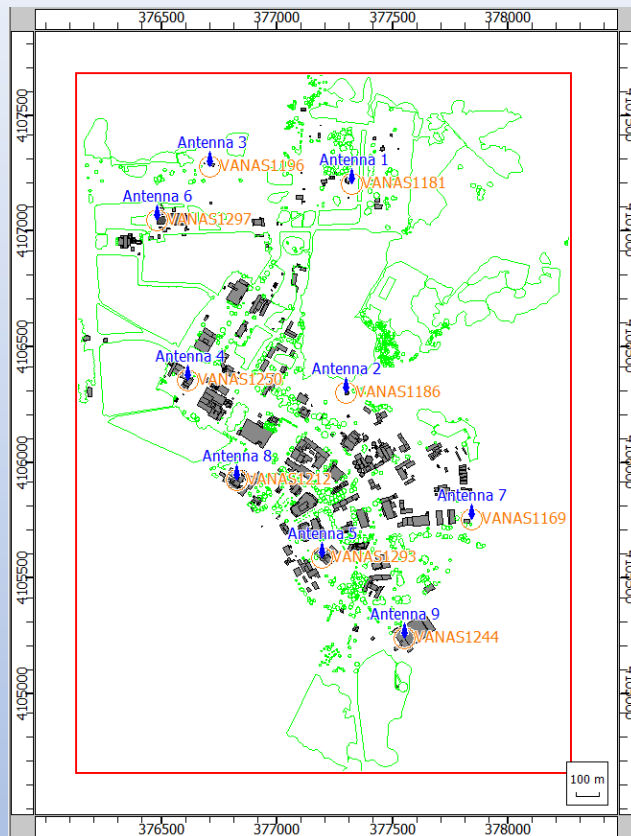 376500 377000 377500 378000
4107500
4107000
4106500
4106000
4105500
4105000
Antenna 3
VANAS1196
Antenna 1
VANAS1181
Antenna 6
VANAS1297
Antenna 4
VANAS1250
Antenna 2
VANAS1186
Antenna 8
VANAS1212
Antenna 7
VANAS1169
Antenna 5
VANAS1293
Antenna 9
VANAS1244
100 m
376500 377000 377500 378000